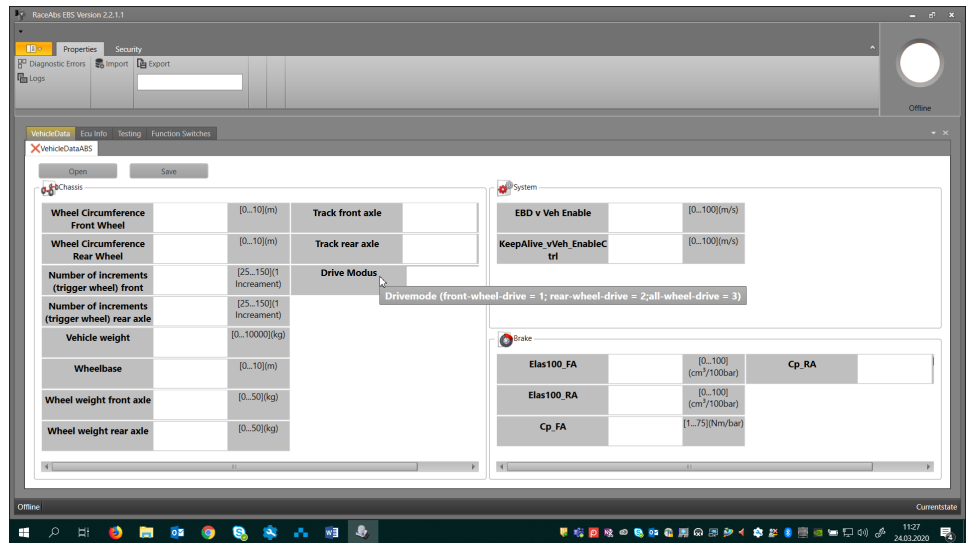 RaceAbs EBS Version 2.2.1.1
Properties Security
Diagnostic Errors Import Export
Logs
Offline
VehicleData Ecu Info Testing Function Switches
VehicleDataABS
Open Save
Chassis
Wheel Circumference
Front Wheel
[0...10](m)
Track front axle
Wheel Circumference
Rear Wheel
[0...10](m)
Track rear axle
Number of increments
(trigger wheel) front
[25...150](1
Increament)
Drive Modus
Drivemode (front-wheel-drive = 1; rear-wheel-drive = 2;all-wheel-drive = 3)
Number of increments
(trigger wheel) rear axle
[25...150](1
Increament)
Vehicle weight
[0...10000](kg)
Wheelbase
[0...10](m)
Wheel weight front axle
[0...50](kg)
Wheel weight rear axle
[0...50](kg)
System
EBD v Veh Enable
[0...100](m/s)
KeepAlive_vVeh_EnableC
trl
[0...100](m/s)
Brake
Elas100_FA
[0...100]
(cm³/100bar)
Cp_RA
Elas100_RA
[0...100]
(cm³/100bar)
Cp_FA
[1...75](Nm/bar)
Offline
Currentstate
11:27
24.03.2020